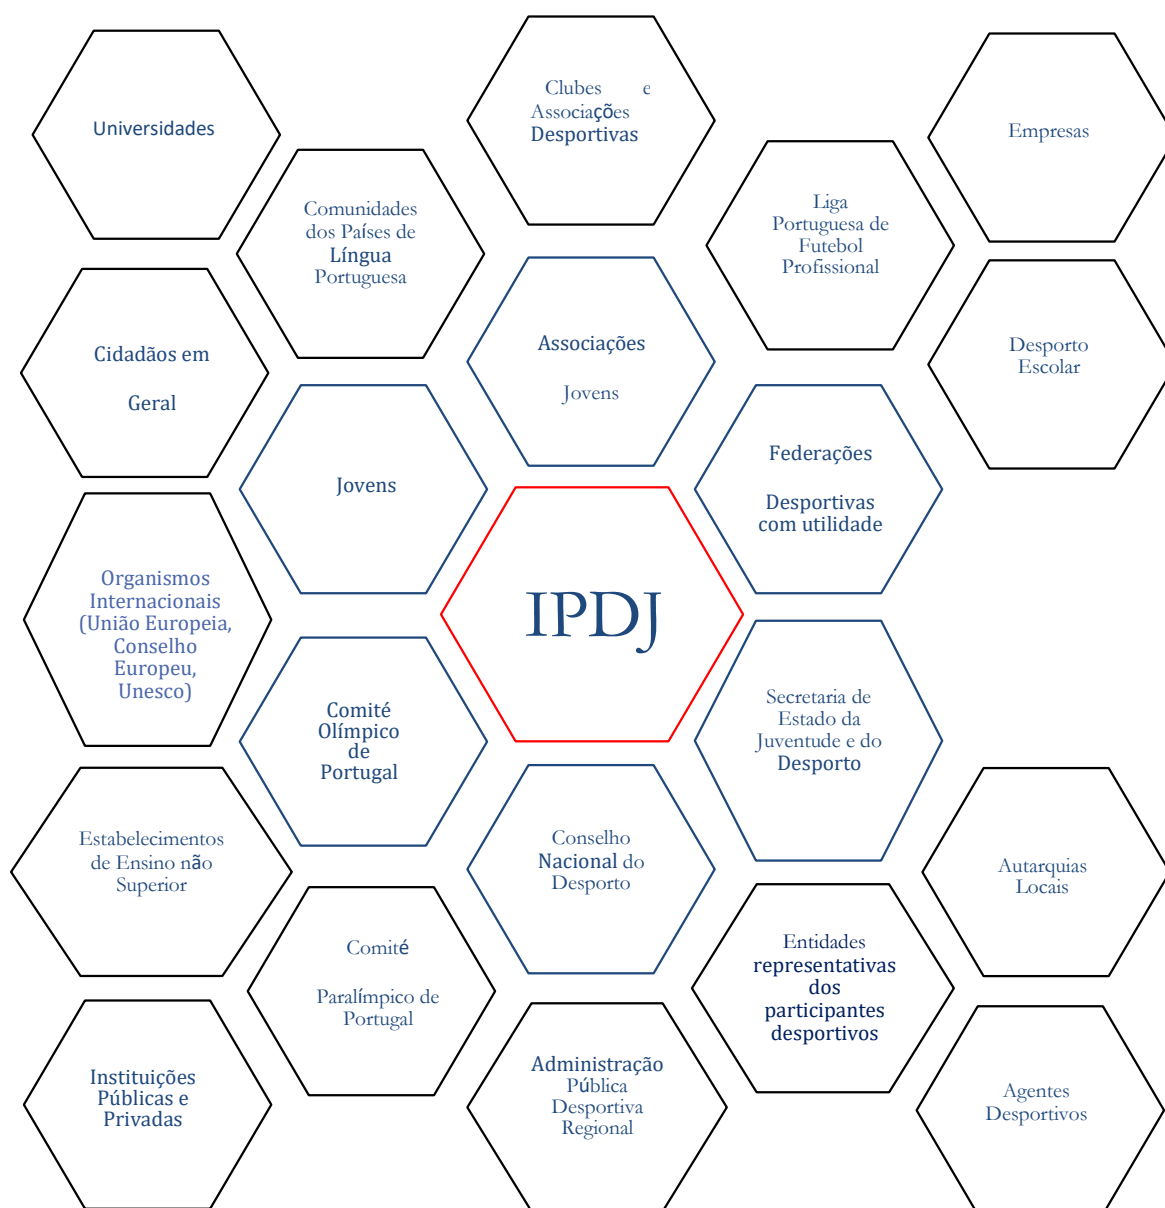 Universidades
Clubes e
Associações
Desportivas
Empresas
Comunidades
dos Países de
Língua
Portuguesa
Liga
Portuguesa de
Futebol
Profissional
Cidadãos em
Geral
Associações
Jovens
Desporto
Escolar
Jovens
Federações
Desportivas
com utilidade
Organismos
Internacionais
(União Europeia,
Conselho
Europeu,
Unesco)
IPDJ
Comité
Olímpico
de
Portugal
Secretaria de
Estado da
Juventude e do
Desporto
Estabelecimentos
de Ensino não
Superior
Conselho
Nacional do
Desporto
Autarquias
Locais
Comité
Paralímpico de
Portugal
Entidades
representativas
dos
participantes
desportivos
Instituições
Públicas e
Privadas
Administração
Pública
Desportiva
Regional
Agentes
Desportivos